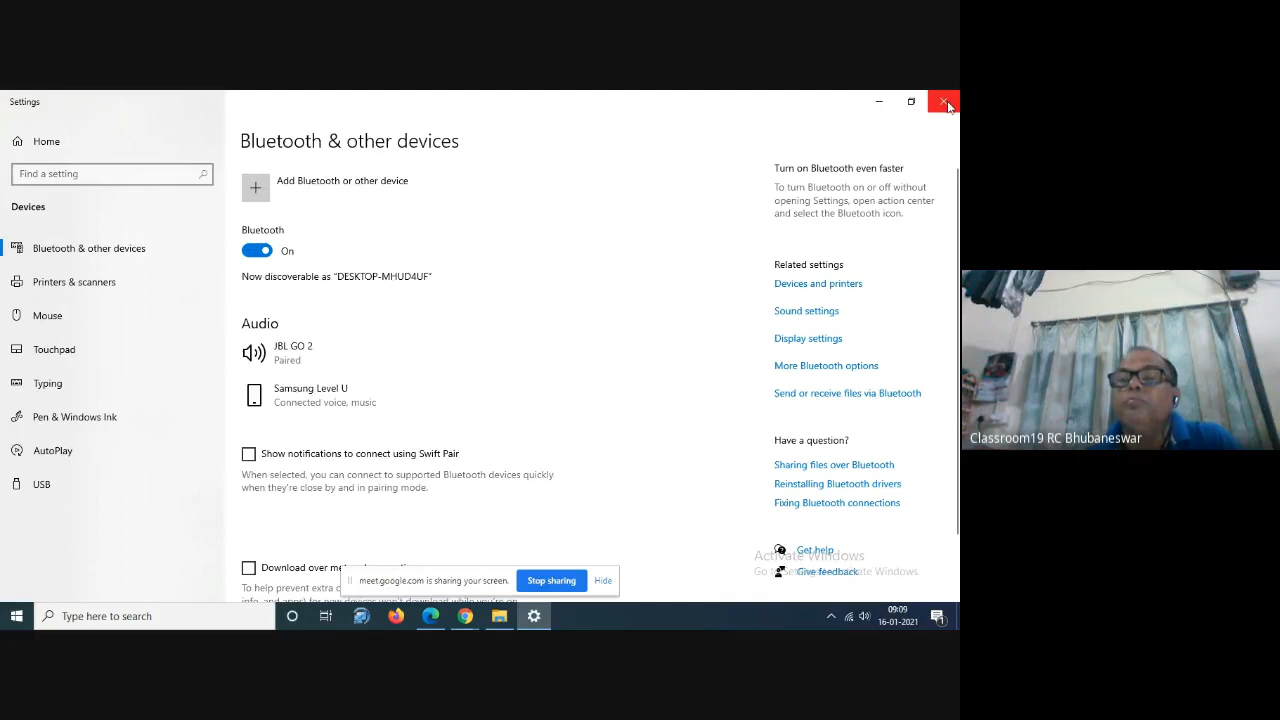 Settings
Home
Find a setting
Devices
Bluetooth & other devices
Printers & scanners
Mouse
Touchpad
Typing
Pen & Windows Ink
AutoPlay
USB
Bluetooth & other devices
Add Bluetooth or other device
Bluetooth
On
Now discoverable as "DESKTOP-MHUD4UF"
Audio
JBL GO 2
Paired
Samsung Level U
Connected voice, music
Show notifications to connect using Swift Pair
When selected, you can connect to supported Bluetooth devices quickly
when they're close by and in pairing mode.
Download over
To help prevent extra
meet.google.com is sharing your screen.
Stop sharing
Hide
Turn on Bluetooth even faster
To turn Bluetooth on or off without
opening Settings, open action center
and select the Bluetooth icon.
Related settings
Devices and printers
Sound settings
Display settings
More Bluetooth options
Send or receive files via Bluetooth
Have a question?
Sharing files over Bluetooth
Reinstalling Bluetooth drivers
Fixing Bluetooth connections
Get help
Activate Windows
Give feedback
Go to Settings to activate Windows.
Type here to search
09:09
16-01-2021
1
Classroom19 RC Bhubaneswar